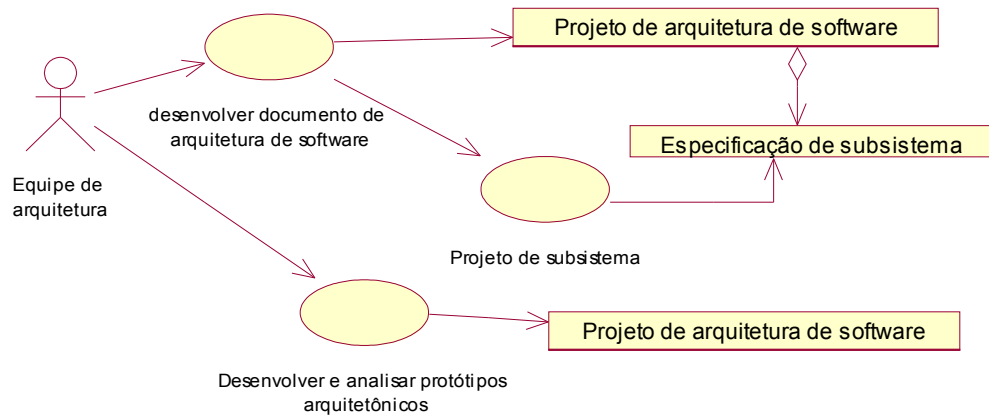 Projeto de arquitetura de software
desenvolver documento de
arquitetura de software
Especificação de subsistema
Equipe de
arquitetura
Projeto de subsistema
Projeto de arquitetura de software
Desenvolver e analisar protótipos
arquitetônicos